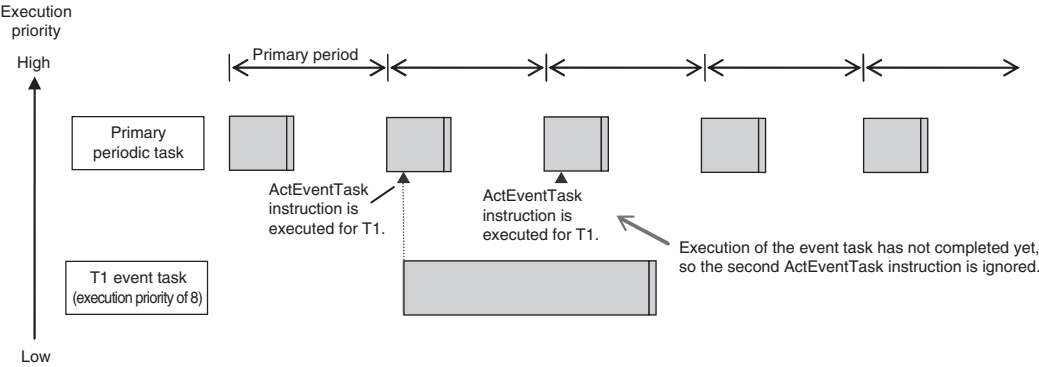 Execution
priority
High
Primary period
Primary
periodic task
ActEventTask
instruction is
executed for T1.
ActEventTask
instruction is
executed for T1.
Execution of the event task has not completed yet,
so the second ActEventTask instruction is ignored.
T1 event task
(execution priority of 8)
Low